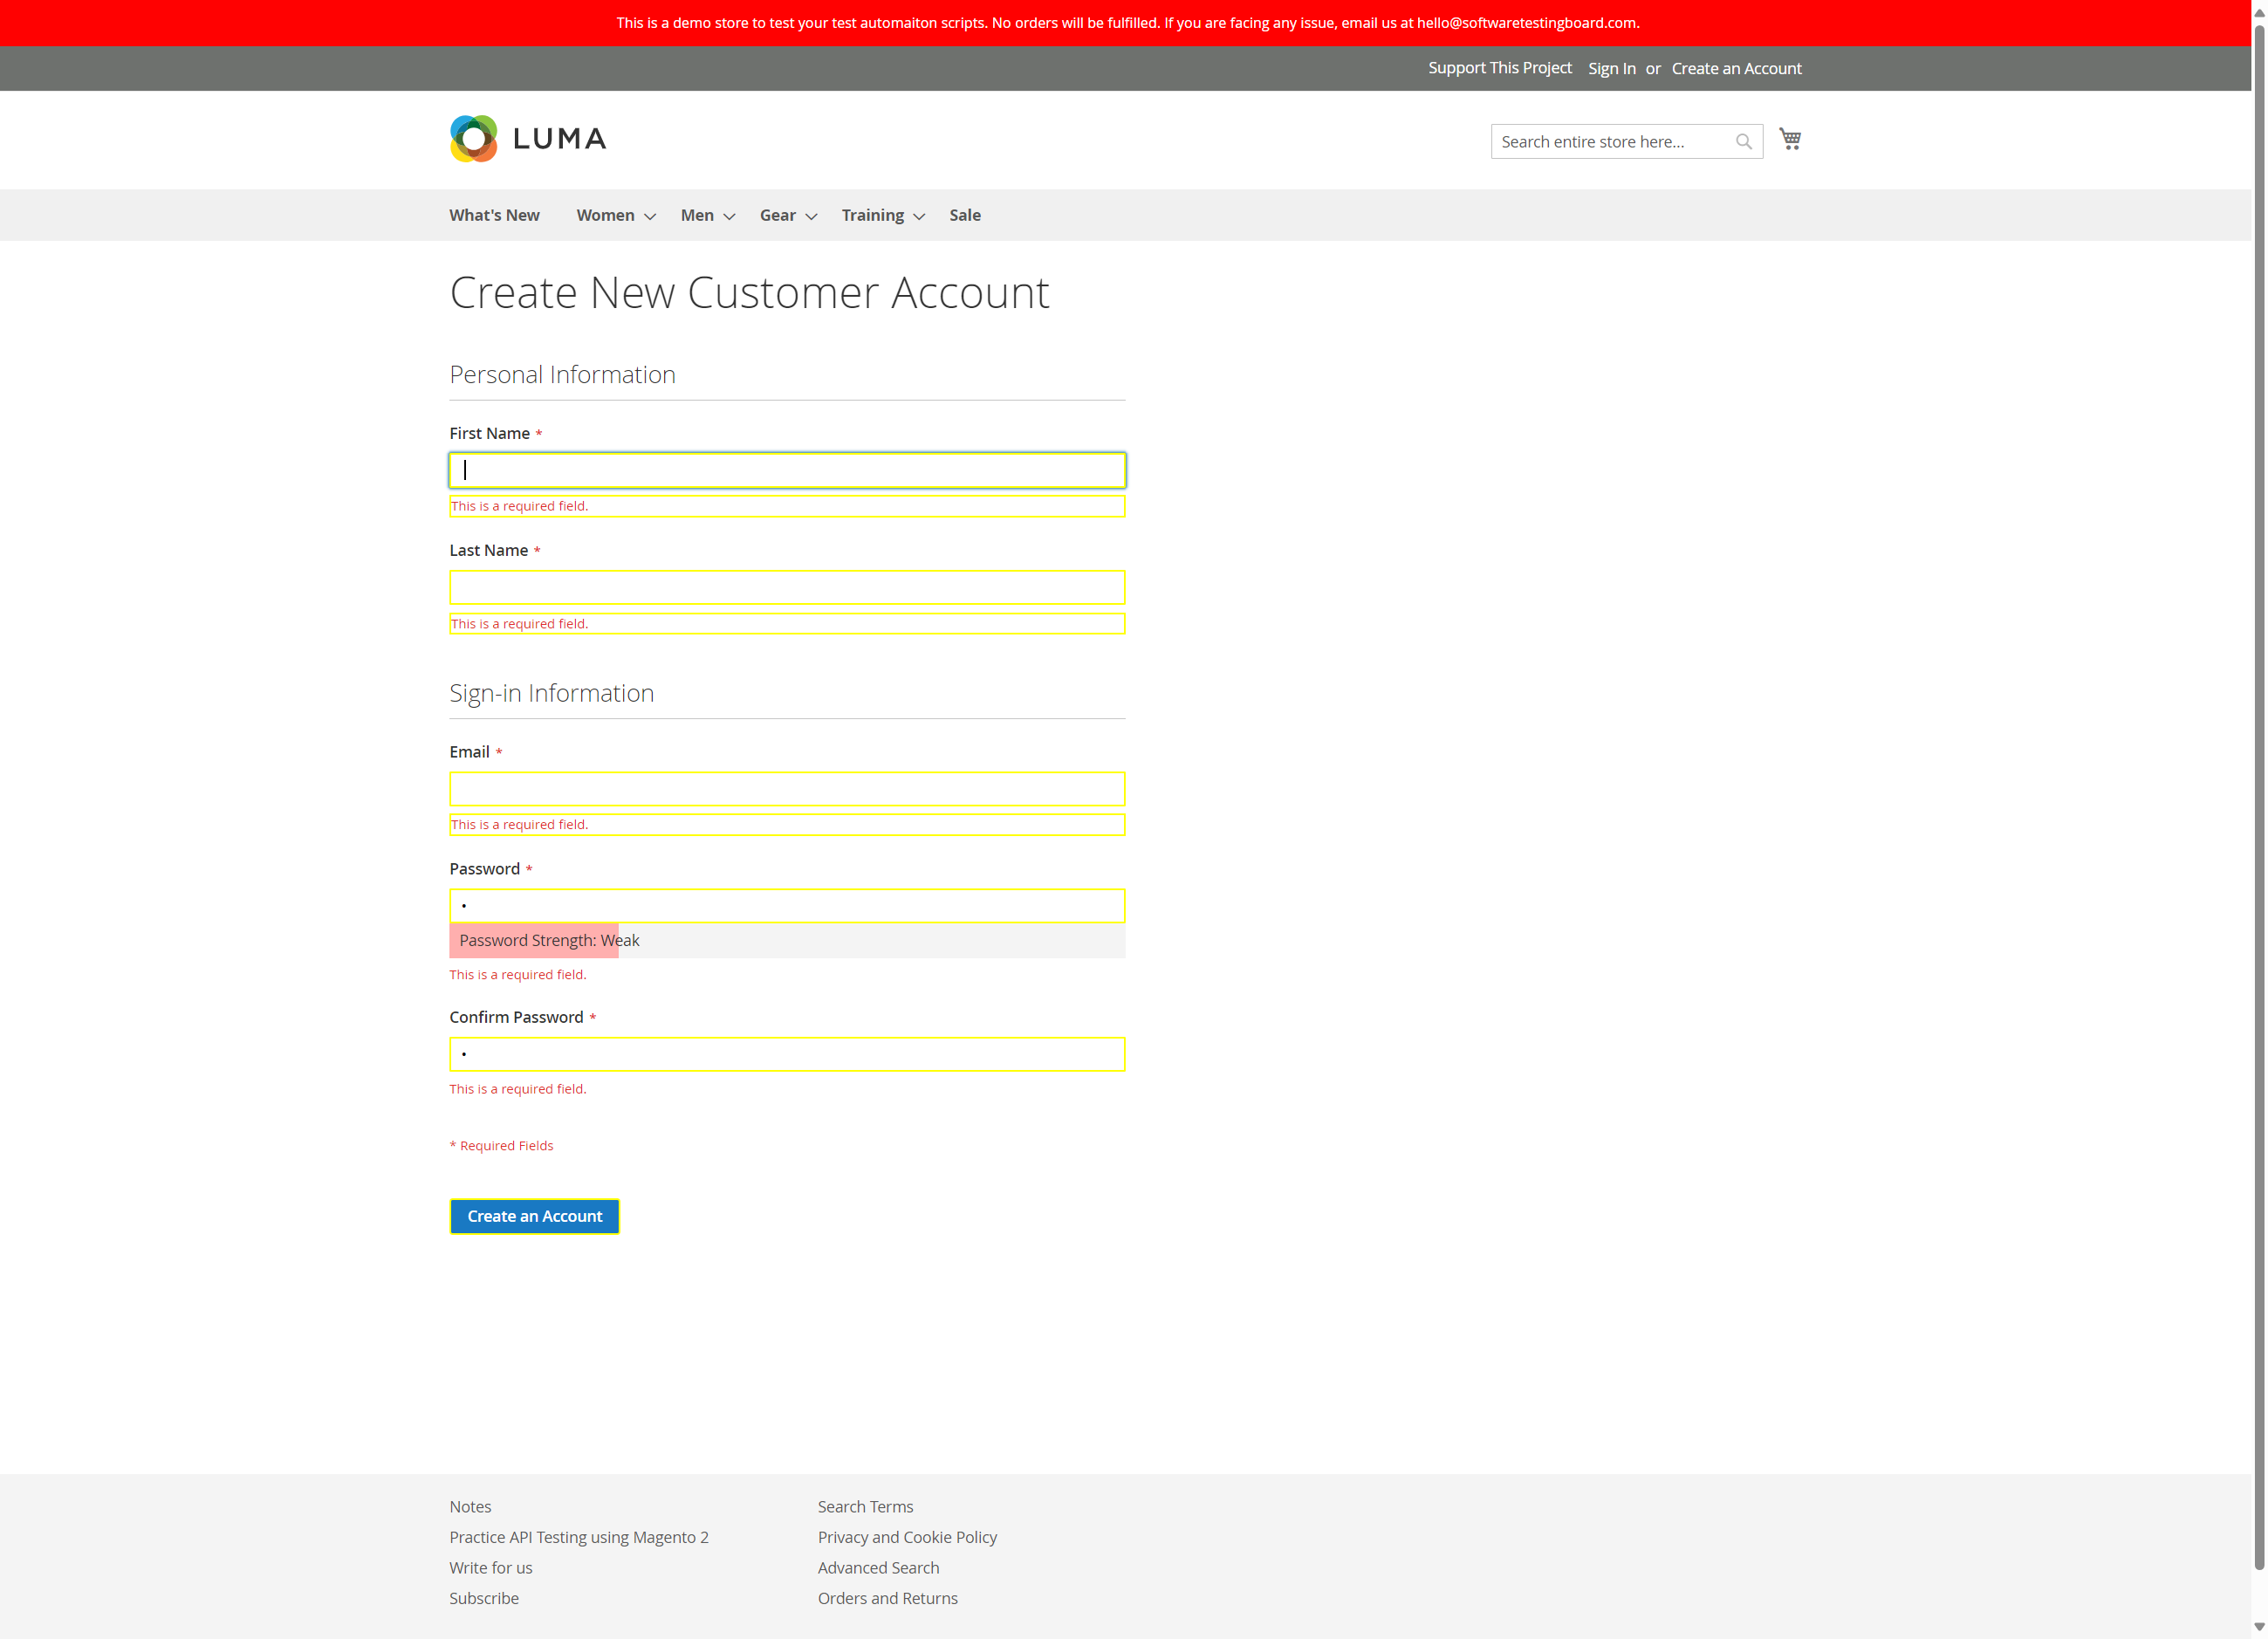 This is a demo store to test your test automaiton scripts. No orders will be fulfilled. If you are facing any issue, email us at hello@softwaretestingboard.com.
Support This Project Sign In or Create an Account
LUMA
Search entire store here...
What's New Women Men Gear Training Sale
Create New Customer Account
Personal Information
First Name *
This is a required field.
Last Name *
This is a required field.
Sign-in Information
Email *
This is a required field.
Password *
•
Password Strength: Weak
This is a required field.
Confirm Password *
•
This is a required field.
* Required Fields
Create an Account
Notes
Practice API Testing using Magento 2
Write for us
Subscribe
Search Terms
Privacy and Cookie Policy
Advanced Search
Orders and Returns